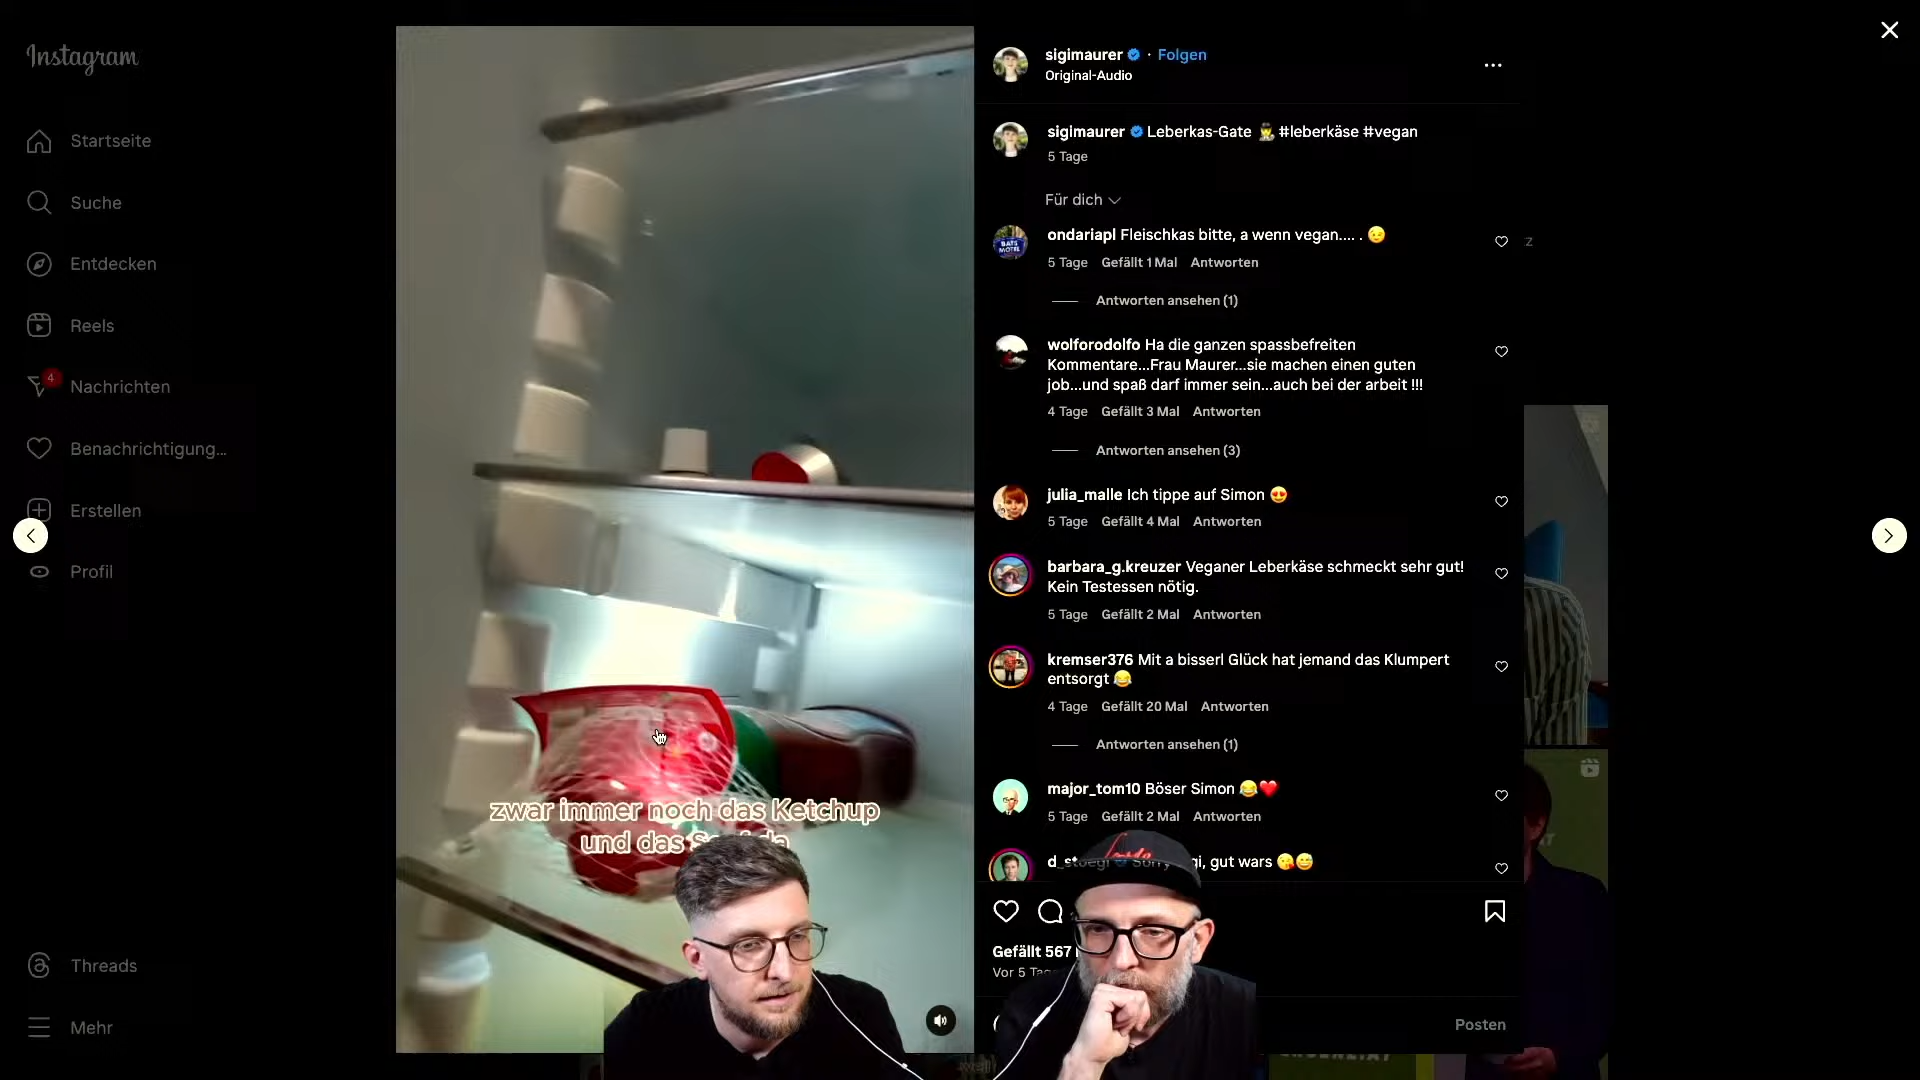 Instagram
Startseite
Suche
Entdecken
Reels
4
Nachrichten
Benachrichtigung...
Erstellen
Profil
Threads
Mehr
zwar immer noch das Ketchup
und das
sigimaurer · Folgen
Original-Audio
sigimaurer Leberkas-Gate #leberkäse #vegan
5 Tage
Für dich
ondariapl Fleischkas bitte, a wenn vegan.... . 😉
5 Tage Gefällt 1 Mal Antworten
Antworten ansehen (1)
wolforodolfo Ha die ganzen spassbefreiten
Kommentare...Frau Maurer...sie machen einen guten
job...und spaß darf immer sein...auch bei der arbeit !!!
4 Tage Gefällt 3 Mal Antworten
Antworten ansehen (3)
julia_malle Ich tippe auf Simon 😍
5 Tage Gefällt 4 Mal Antworten
barbara_g.kreuzer Veganer Leberkäse schmeckt sehr gut!
Kein Testessen nötig.
5 Tage Gefällt 2 Mal Antworten
kremser376 Mit a bisserl Glück hat jemand das Klumpert
entsorgt 😂
4 Tage Gefällt 20 Mal Antworten
Antworten ansehen (1)
major_tom10 Böser Simon 😂❤️
5 Tage Gefällt 2 Mal Antworten
gut wars 😘😅
Gefällt 567
Vor 5
Posten
BATS
MOTEL